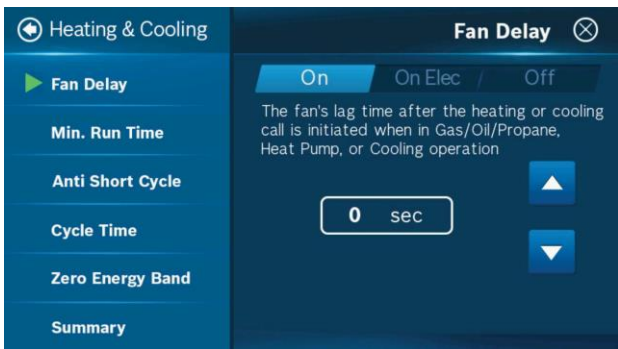 Heating & Cooling
Fan Delay
Fan Delay
Min. Run Time
Anti Short Cycle
Cycle Time
Zero Energy Band
Summary
On
On Elec
Off
The fan's lag time after the heating or cooling
call is initiated when in Gas/Oil/Propane,
Heat Pump, or Cooling operation
0 sec